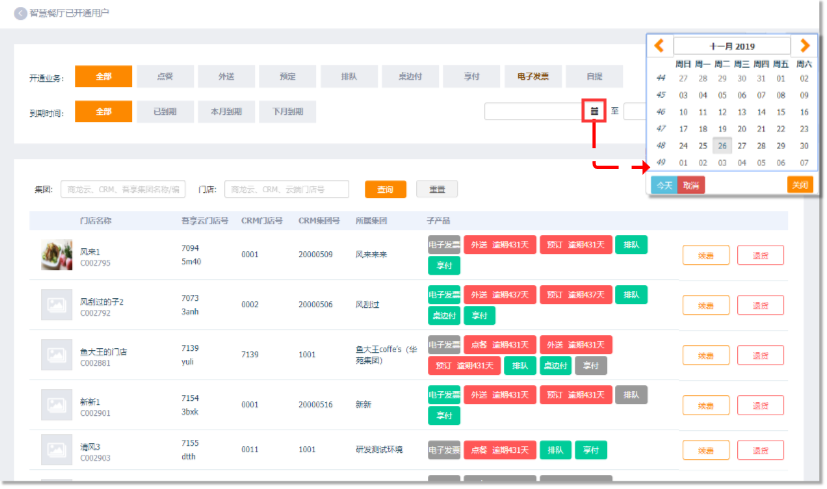 智慧餐厅已开通用户
开通业务： 全部 点餐 外送 预定 排队 桌边付 享付 电子发票 自提
到期时间： 全部 已到期 本月到期 下月到期 至
十一月 2019
周日 周一 周二 周三 周四 周五 周六
44 27 28 29 30 31 01 02
45 03 04 05 06 07 08 09
46 10 11 12 13 14 15 16
47 17 18 19 20 21 22 23
48 24 25 26 27 28 29 30
49 01 02 03 04 05 06 07
今天 取消 关闭
集团： 商龙云、CRM、吾享集团名称/编 门店： 商龙云、CRM、云端门店号 查询 重置
门店名称 吾享云门店号 CRM门店号 CRM集团号 所属集团 子产品
风来1 7094 0001 20000509 风来来来 电子发票 外送 逾期431天 预订 逾期431天 排队 续费 退货
C002795 5m40 享付
风刮过的子2 7073 0002 20000506 风刮过 电子发票 外送 逾期437天 预订 逾期437天 排队 续费 退货
C002792 3anh 桌边付 享付
鱼大王的门店 7139 7139 1001 鱼大王coffe's（华 电子发票 点餐 逾期431天 外送 逾期431天 续费 退货
C002881 yuli 苑集团） 预订 逾期431天 排队 桌边付 享付
新新1 7154 0001 20000516 新新 电子发票 外送 逾期431天 预订 逾期431天 排队 续费 退货
C002901 3bxk 享付
清风3 7155 0011 1001 研发测试环境 电子发票 点餐 逾期431天 排队 享付 续费 退货
C002903 dtth